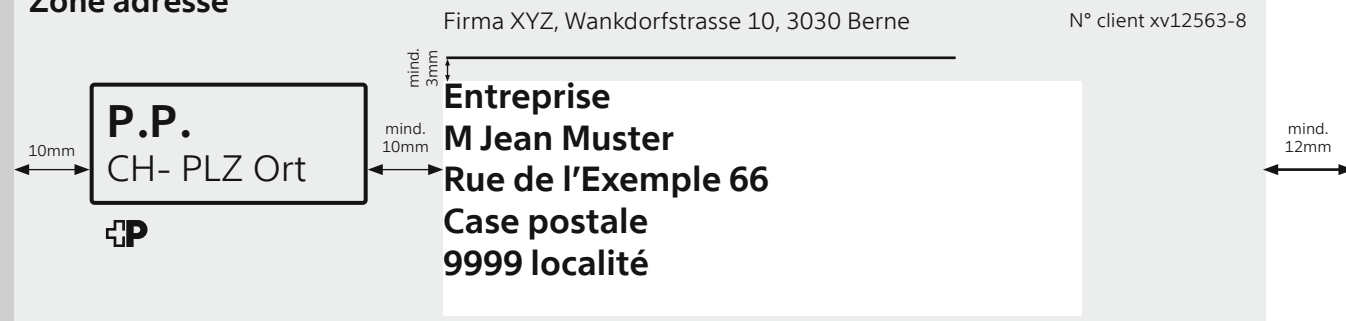 Zone adresse
Firma XYZ, Wankdorfstrasse 10, 3030 Berne
N° client xv12563-8
mind.
3mm
P.P.
CH- PLZ Ort
10mm
mind.
10mm
Entreprise
M Jean Muster
Rue de l'Exemple 66
Case postale
9999 localité
mind.
12mm
P